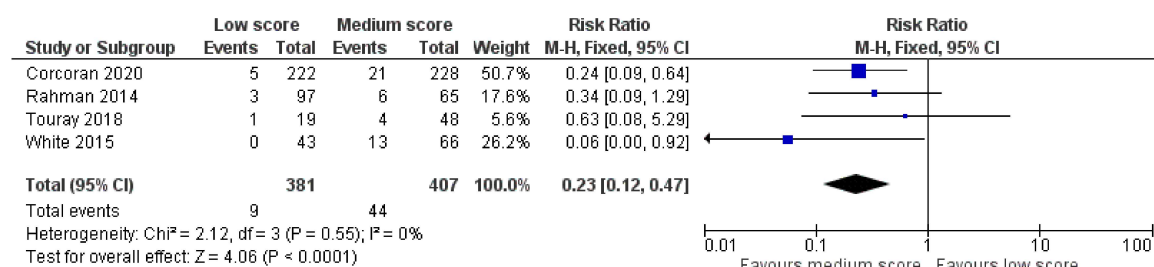 Low score Medium score Risk Ratio Risk Ratio
Study or Subgroup Events Total Events Total Weight M-H, Fixed, 95% CI M-H, Fixed, 95% CI
Corcoran 2020 5 222 21 228 50.7% 0.24 [0.09, 0.64]
Rahman 2014 3 97 6 65 17.6% 0.34 [0.09, 1.29]
Touray 2018 1 19 4 48 5.6% 0.63 [0.08, 5.29]
White 2015 0 43 13 66 26.2% 0.06 [0.00, 0.92]
Total (95% CI) 381 407 100.0% 0.23 [0.12, 0.47]
Total events 9 44
Heterogeneity: Chi² = 2.12, df = 3 (P = 0.55); I² = 0%
Test for overall effect: Z = 4.06 (P < 0.0001)
0.01 0.1 1 10 100
Favours medium score Favours low score